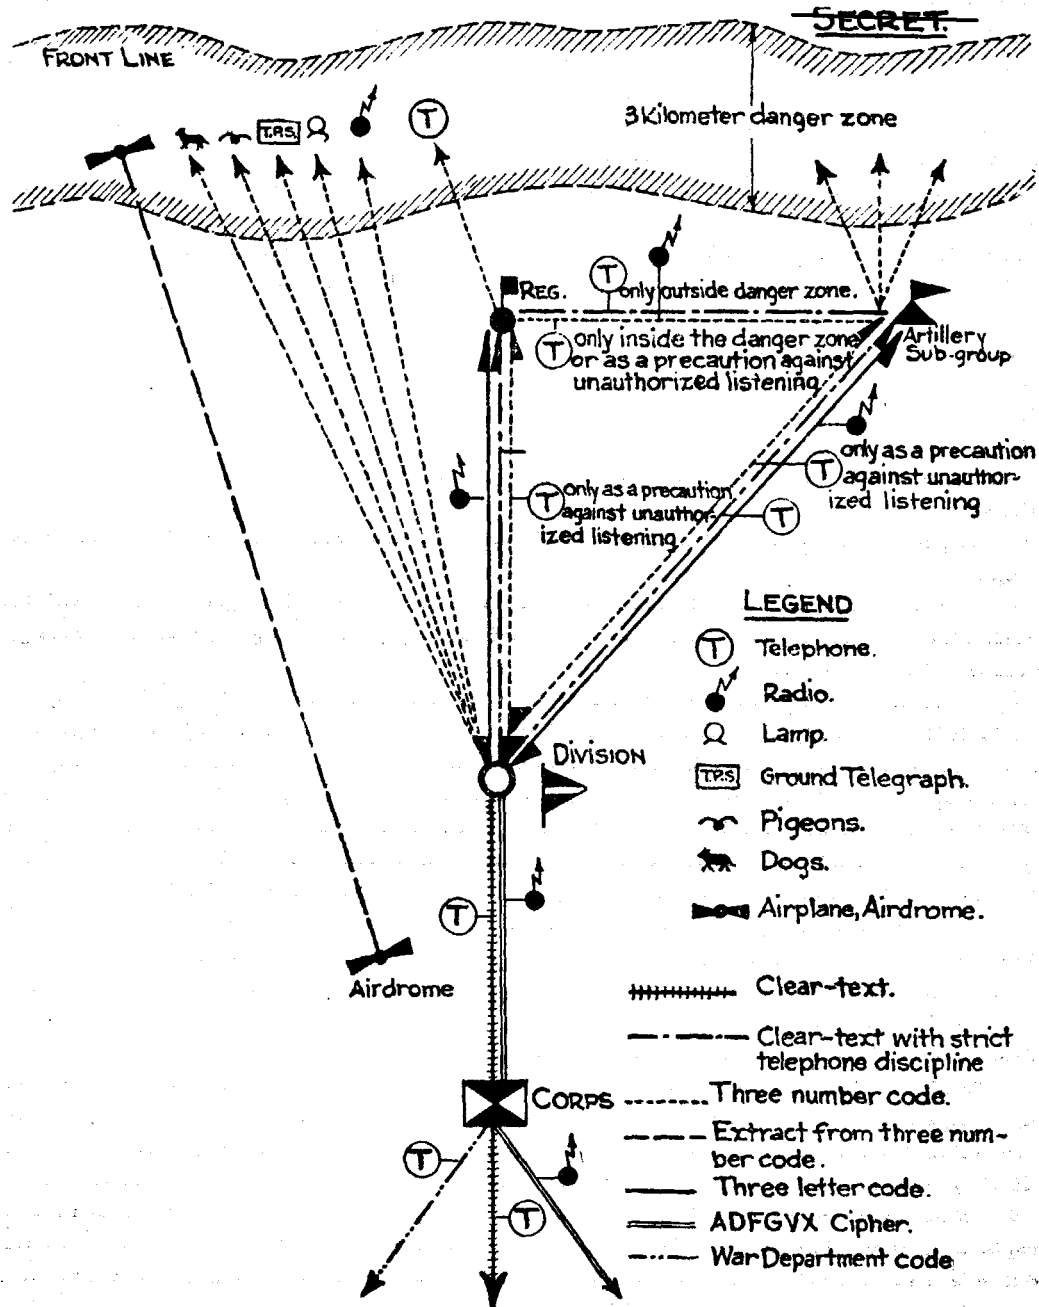 SECRET.
FRONT LINE
3 Kilometer danger zone
T.P.S.
T
REG.
T
only outside danger zone.
T
only inside the danger zone
or as a precaution against
unauthorized listening
Artillery
Sub-group
T
only as a precaution
against unauthor-
ized listening
T
only as a precaution
against unauthor-
ized listening
T
DIVISION
T
Airdrome
CORPS
T
T
LEGEND
T
Telephone.
Radio.
Lamp.
T.P.S. Ground Telegraph.
Pigeons.
Dogs.
Airplane, Airdrome.
Clear-text.
Clear-text with strict
telephone discipline
Three number code.
Extract from three num-
ber code.
Three letter code.
ADFGVX Cipher.
War Department code